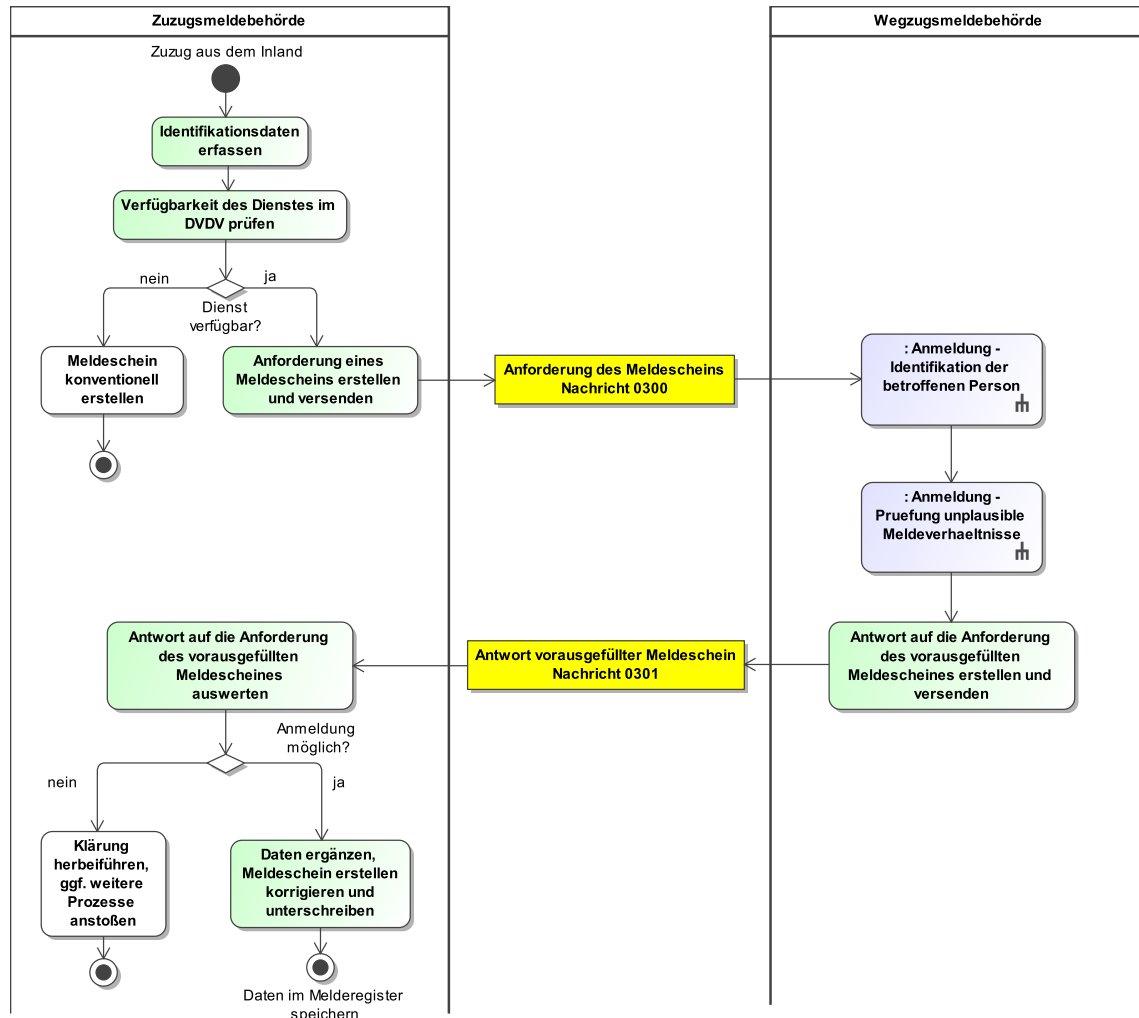 Zuzugsmeldebehörde
Wegzugsmeldebehörde
Zuzug aus dem Inland
Identifikationsdaten
erfassen
Verfügbarkeit des Dienstes im
DVDV prüfen
nein
ja
Dienst
verfügbar?
Meldeschein
konventionell
erstellen
Anforderung eines
Meldescheins erstellen
und versenden
Anforderung des Meldescheins
Nachricht 0300
: Anmeldung -
Identifikation der
betroffenen Person
: Anmeldung -
Pruefung unplausible
Meldeverhaeltnisse
Antwort auf die Anforderung
des vorausgefüllten
Meldescheines erstellen und
versenden
Antwort vorausgefüllter Meldeschein
Nachricht 0301
Antwort auf die Anforderung
des vorausgefüllten
Meldescheines
auswerten
Anmeldung
möglich?
nein
ja
Klärung
herbeiführen,
ggf. weitere
Prozesse
anstoßen
Daten ergänzen,
Meldeschein erstellen
korrigieren und
unterschreiben
Daten im Melderegister
speichern